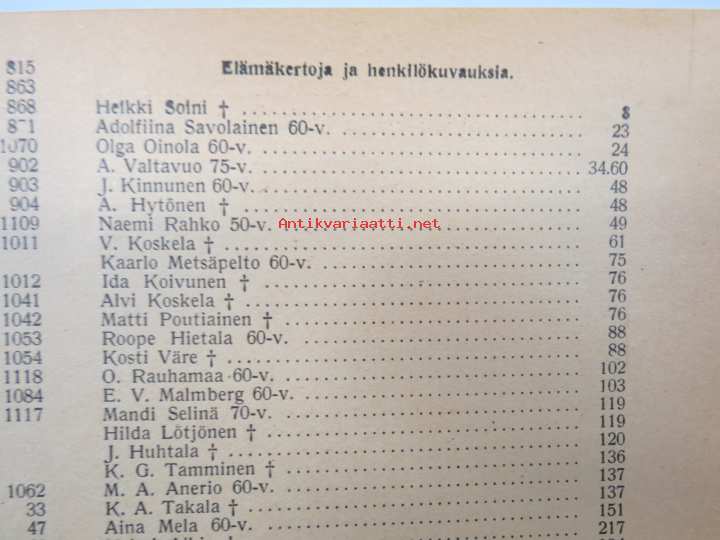 Elämäkertoja ja henkilökuvauksia.
815
863
868 Heikki Soini † 8
871 Adolfiina Savolainen 60-v. 23
1070 Olga Oinola 60-v. 24
902 A. Valtavuo 75-v. 34.60
903 J. Kinnunen 60-v. 48
904 A. Hytönen † 48
1109 Naemi Rahko 50-v. 49
Antikvariaatti.net
1011 V. Koskela † 61
Kaarlo Metsäpelto 60-v. 75
1012 Ida Koivunen † 76
1041 Alvi Koskela † 76
1042 Matti Poutiainen † 76
1053 Roope Hietala 60-v. 88
1054 Kosti Väre † 88
1118 O. Rauhamaa 60-v. 102
1084 E. V. Malmberg 60-v. 103
1117 Mandi Selinä 70-v. 119
Hilda Lötjönen † 119
J. Huhtala † 120
K. G. Tamminen † 136
1062 M. A. Anerio 60-v. 137
33 K. A. Takala † 137
47 Aina Mela 60-v. 151
217